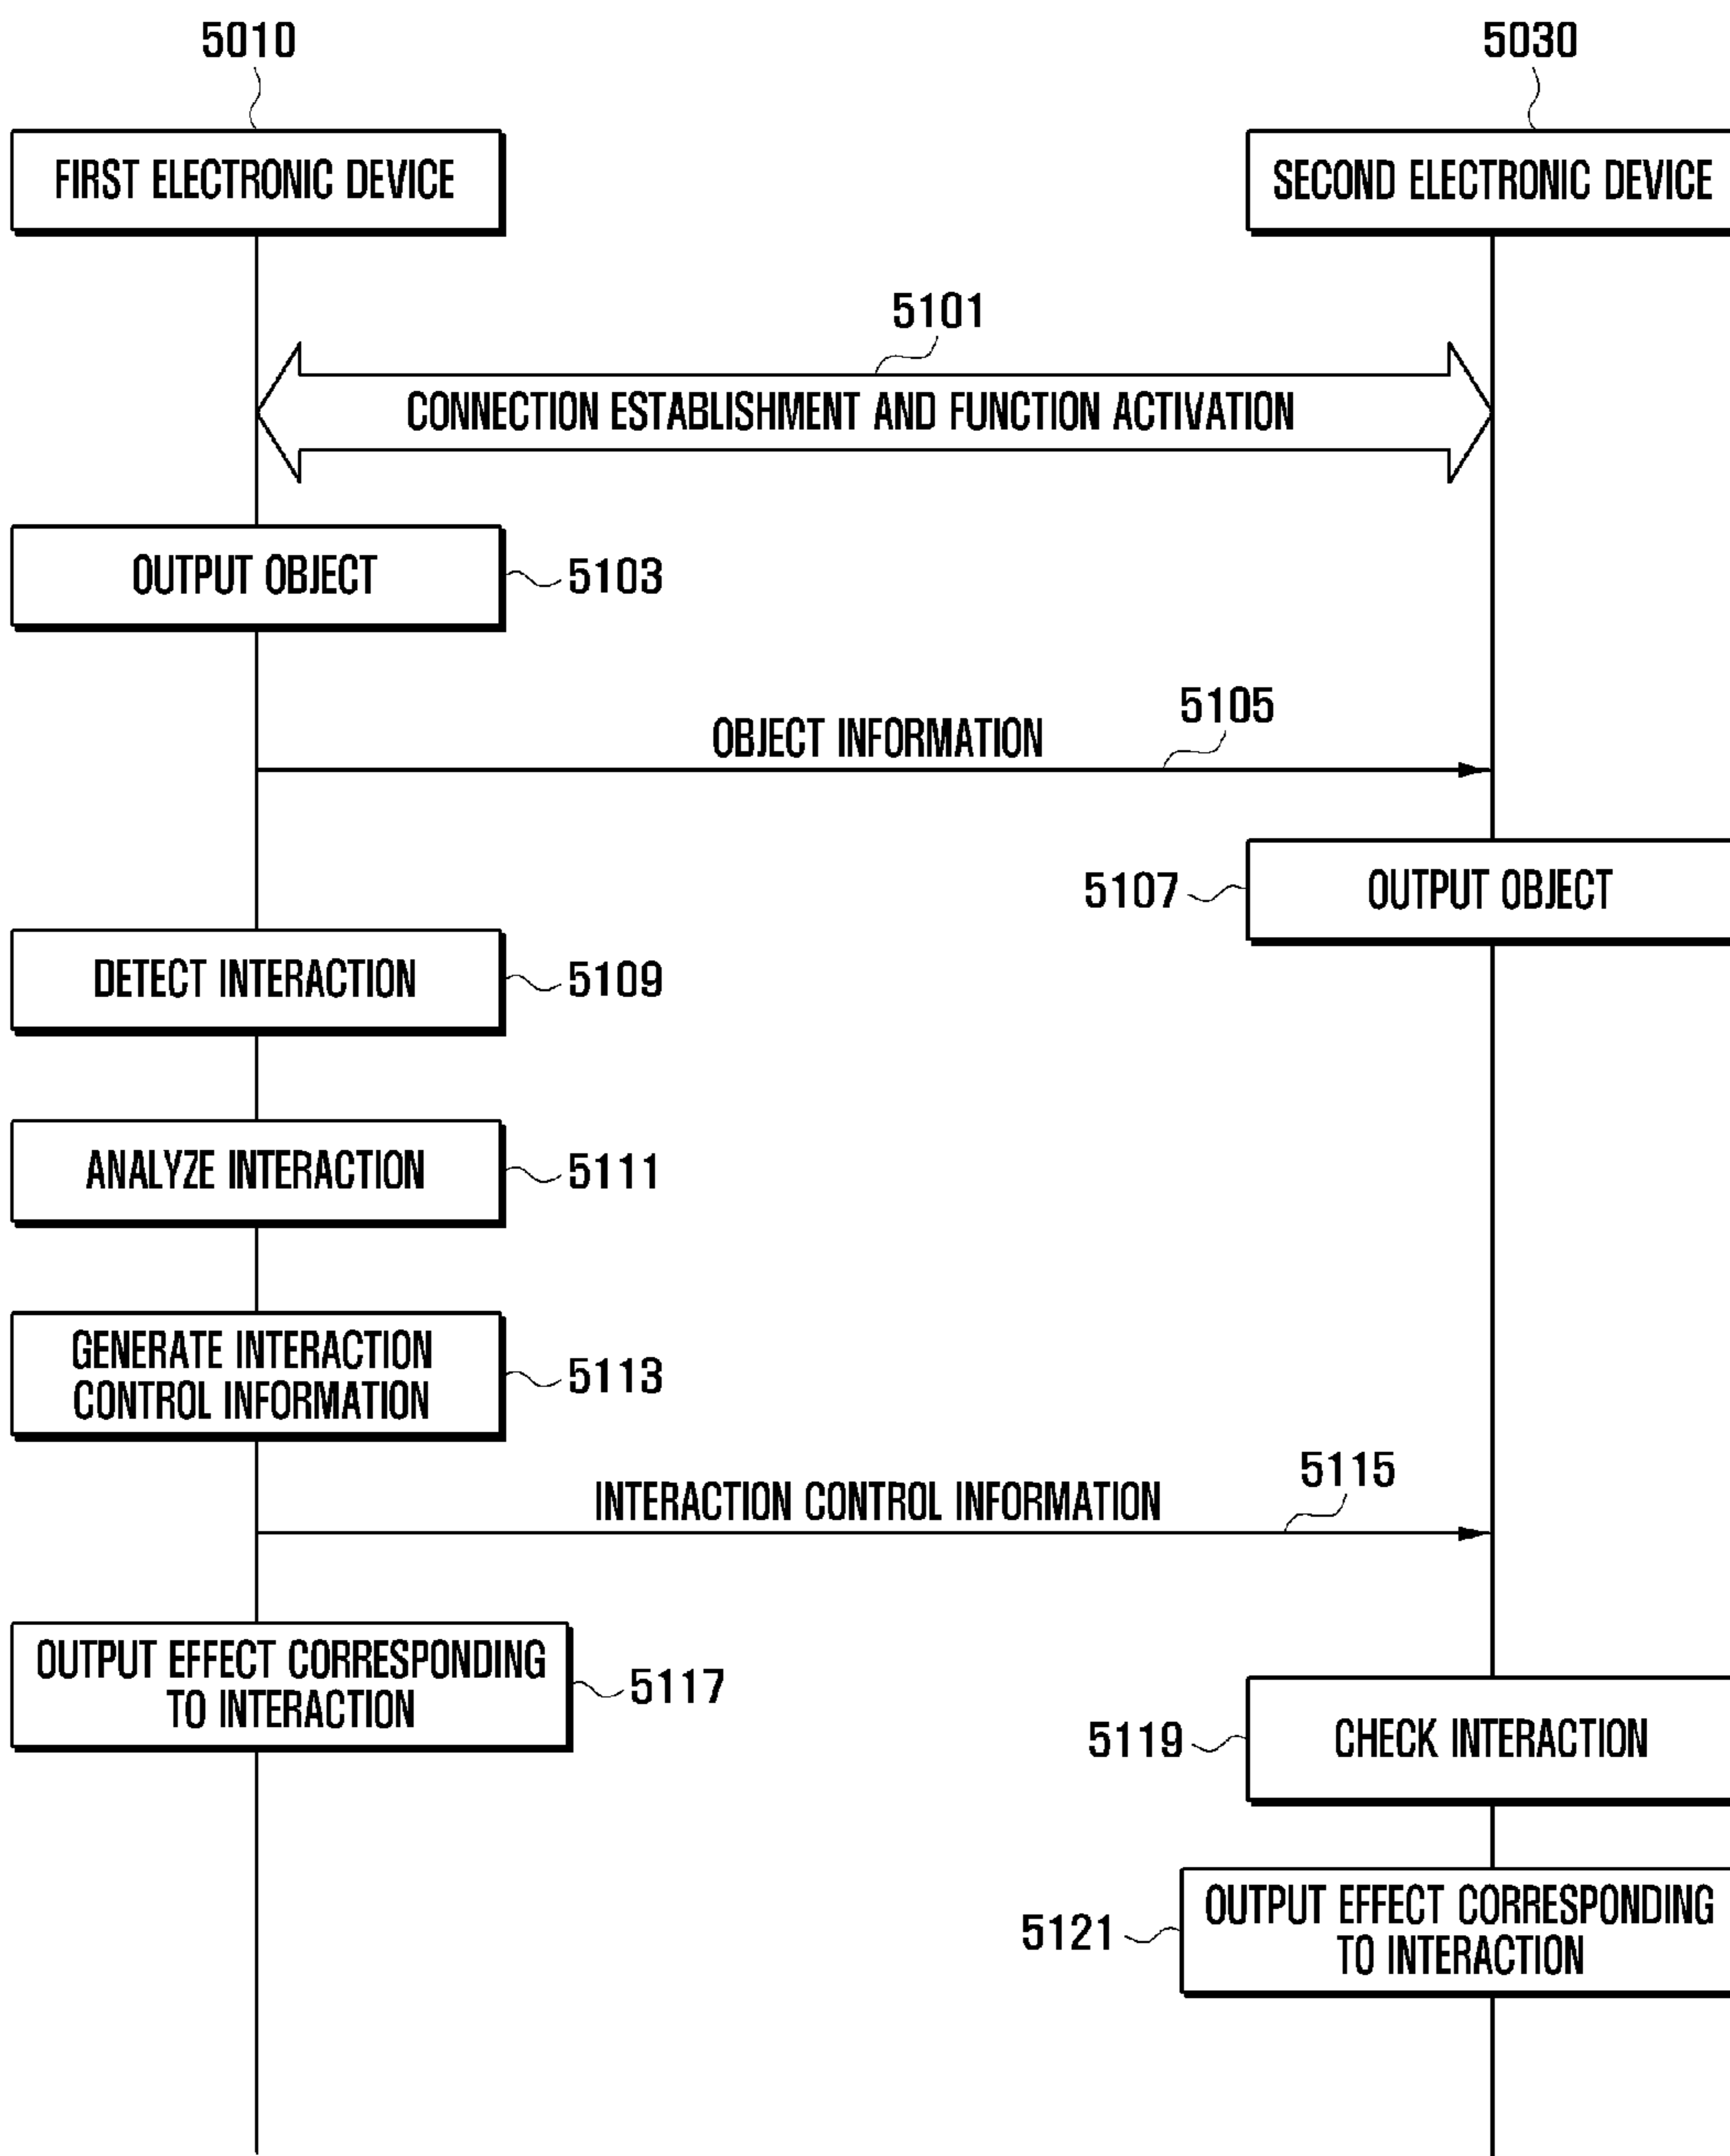 5010
5030
FIRST ELECTRONIC DEVICE
SECOND ELECTRONIC DEVICE
5101
CONNECTION ESTABLISHMENT AND FUNCTION ACTIVATION
OUTPUT OBJECT
5103
5105
OBJECT INFORMATION
5107
OUTPUT OBJECT
DETECT INTERACTION
5109
ANALYZE INTERACTION
5111
GENERATE INTERACTION
CONTROL INFORMATION
5113
5115
INTERACTION CONTROL INFORMATION
OUTPUT EFFECT CORRESPONDING
TO INTERACTION
5117
5119
CHECK INTERACTION
5121
OUTPUT EFFECT CORRESPONDING
TO INTERACTION